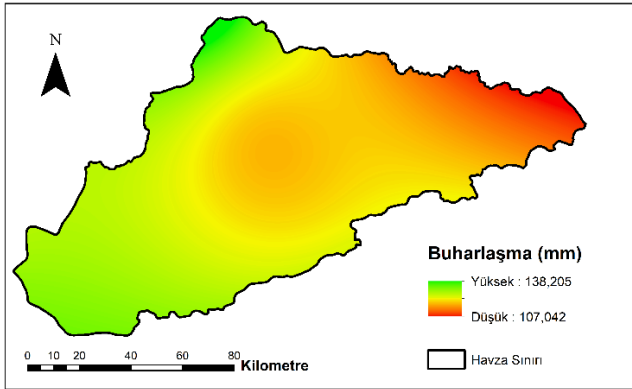 N
Buharlaşma (mm)
Yüksek : 138,205
Düşük : 107,042
Havza Sınırı
0 10 20 40 60 80
Kilometre